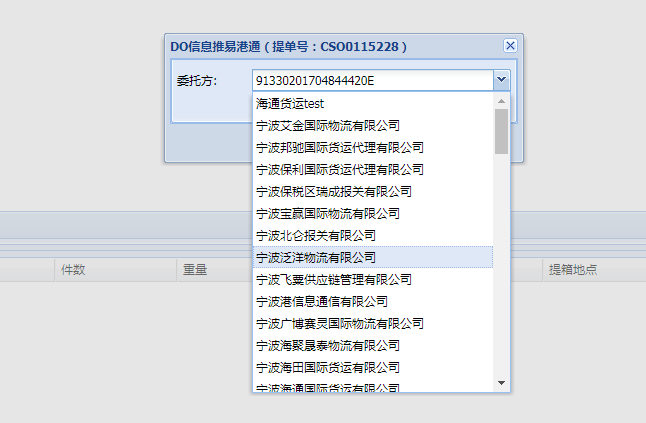 DO信息推易港通（提单号：CSO0115228）
委托方:
91330201704844420E
海通货运test
宁波艾金国际物流有限公司
宁波邦驰国际货运代理有限公司
宁波保利国际货运代理有限公司
宁波保税区瑞成报关有限公司
宁波宝赢国际物流有限公司
宁波北仑报关有限公司
宁波泛洋物流有限公司
宁波飞粟供应链管理有限公司
宁波港信息通信有限公司
宁波广博赛灵国际物流有限公司
宁波海聚晟泰物流有限公司
宁波海田国际货运有限公司
宁波海通国际货运有限公司
件数
重量
提箱地点